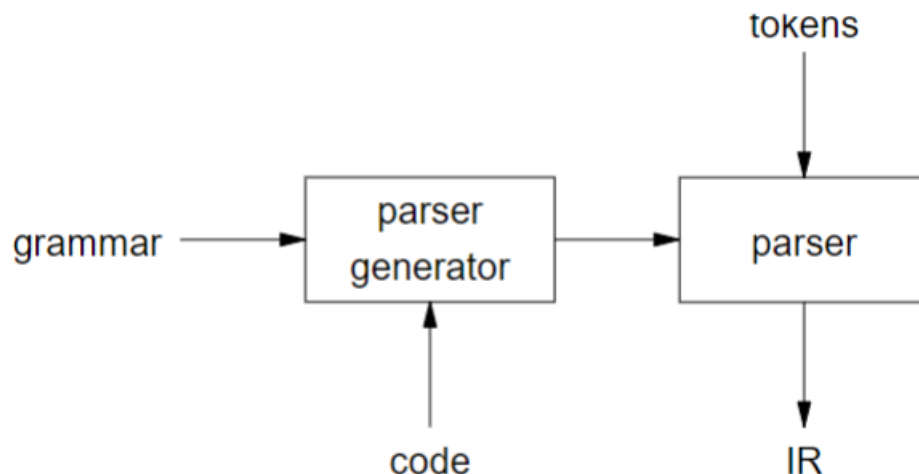 tokens
grammar
parser
generator
parser
code
IR